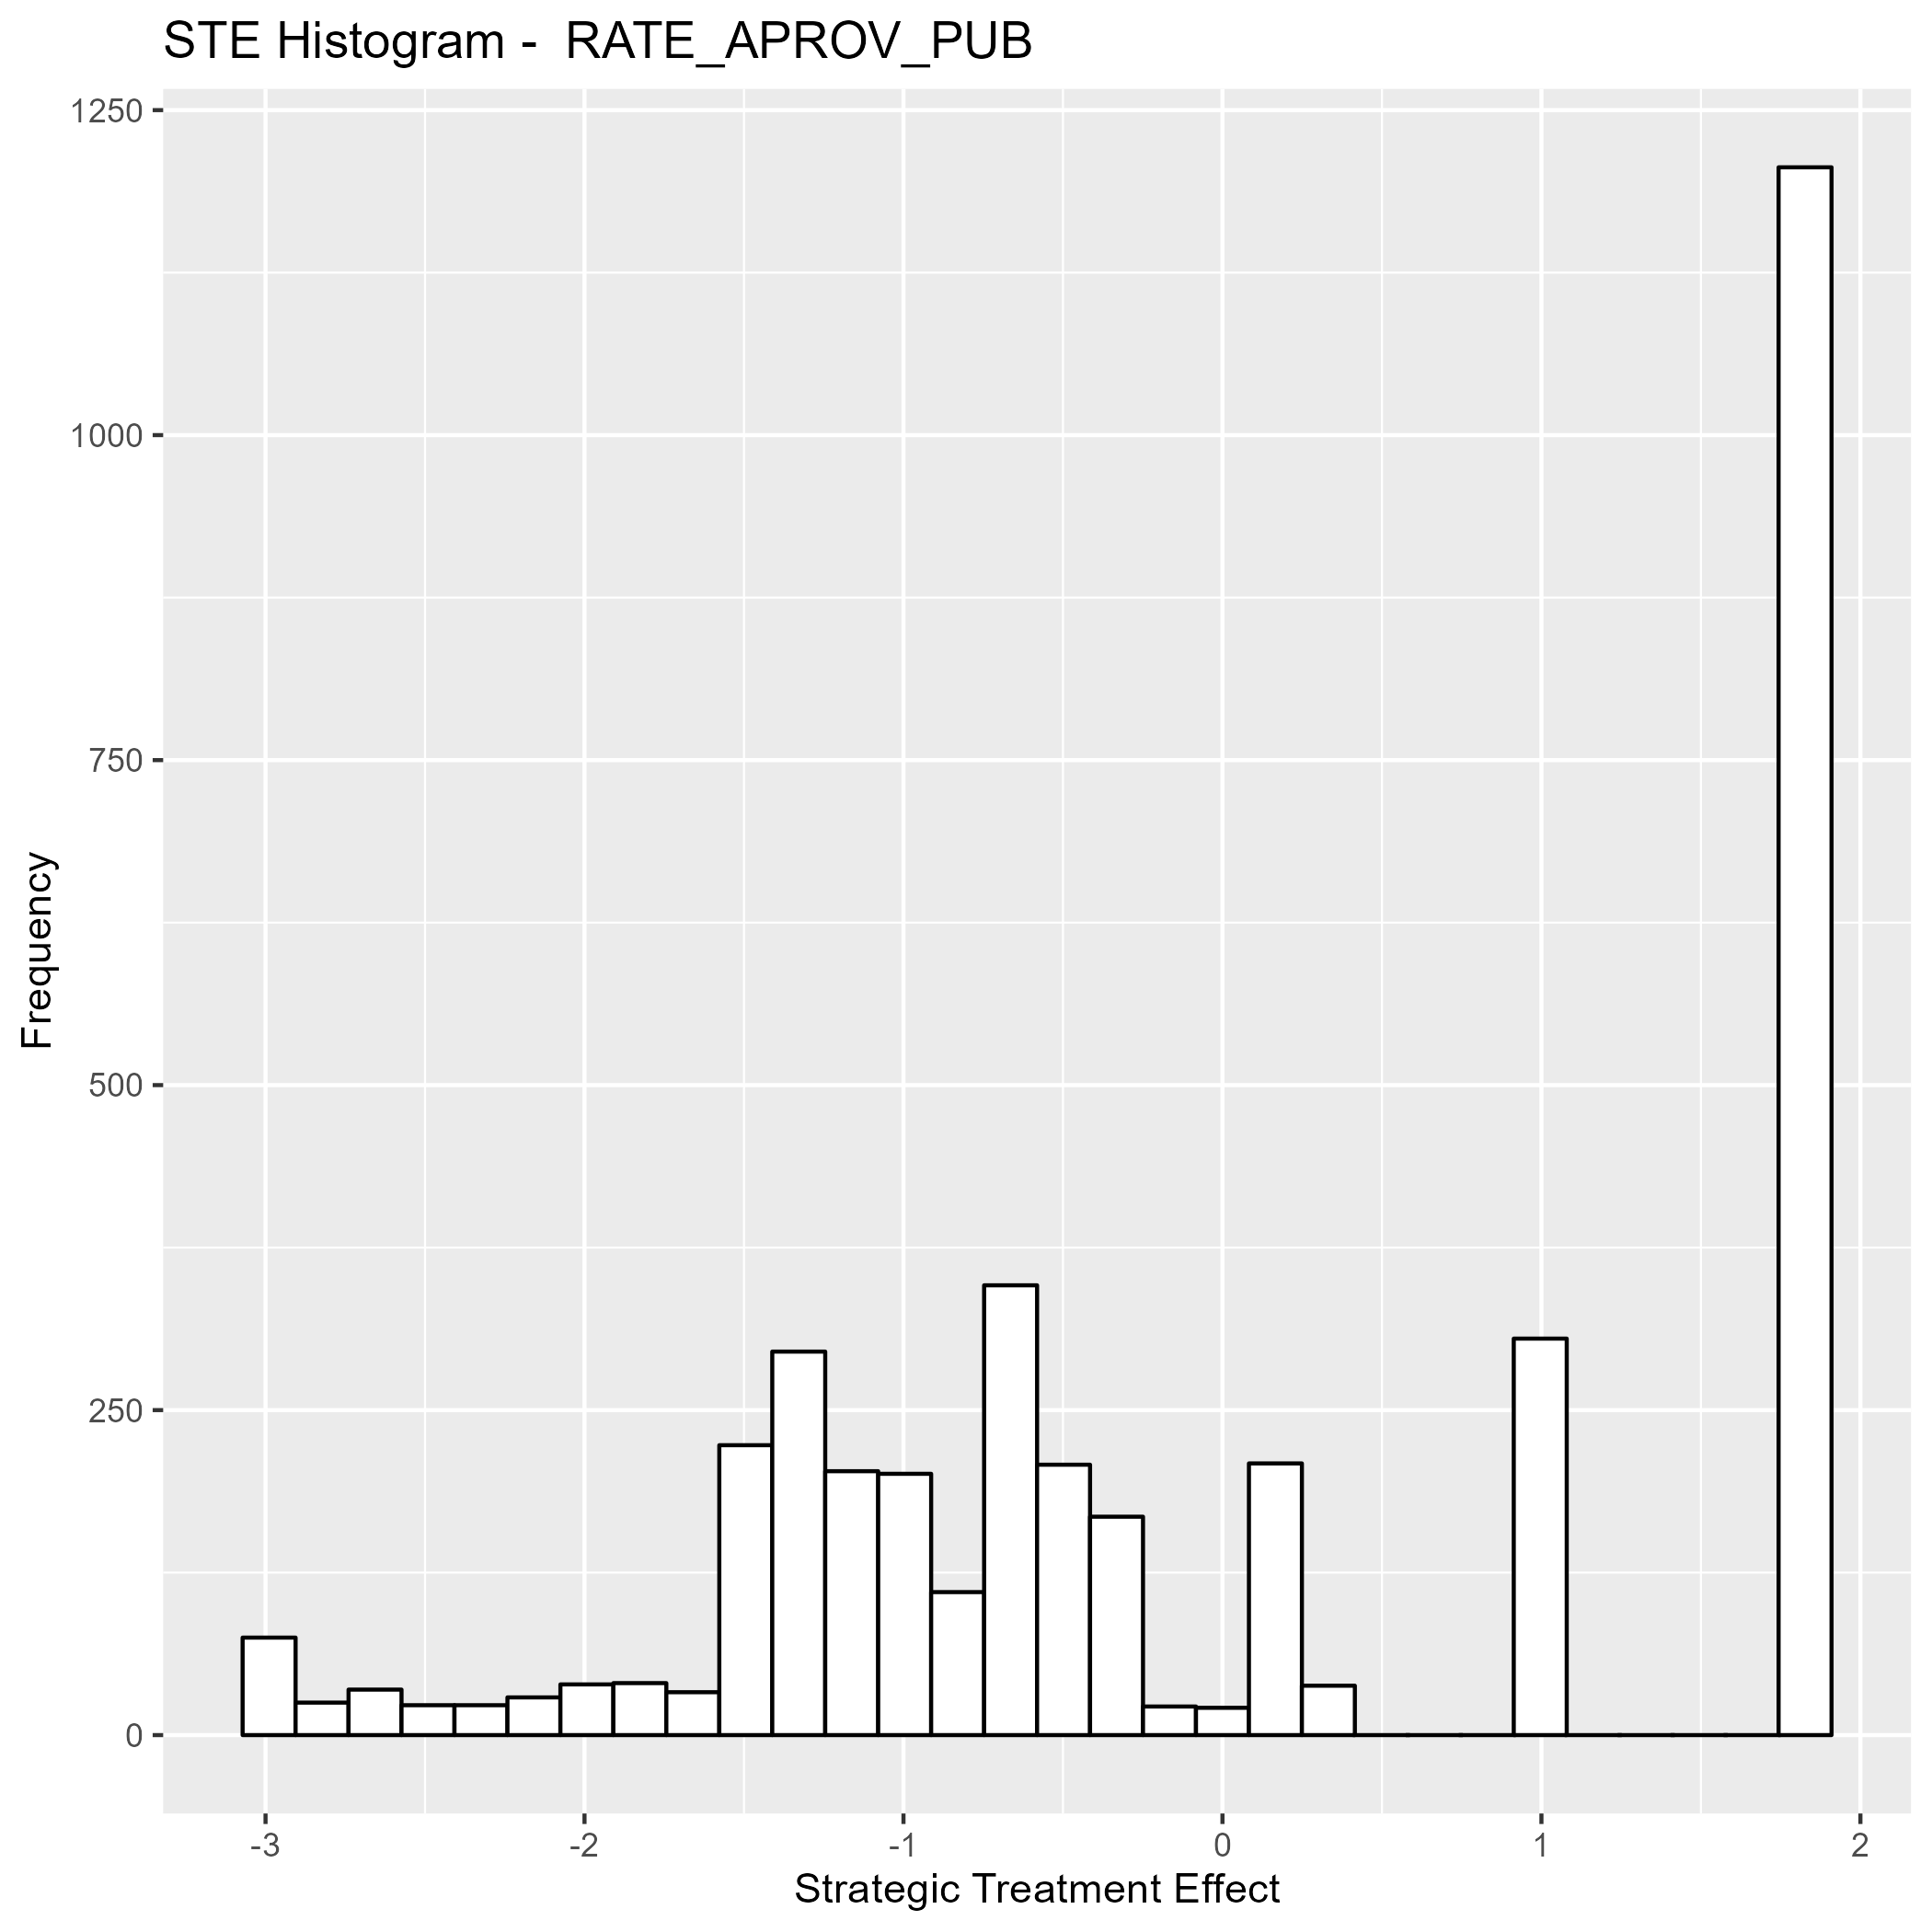 STE Histogram -  RATE_APROV_PUB
1250
1000
750
500
250
0
Frequency
-3 -2 -1 0 1 2
Strategic Treatment Effect